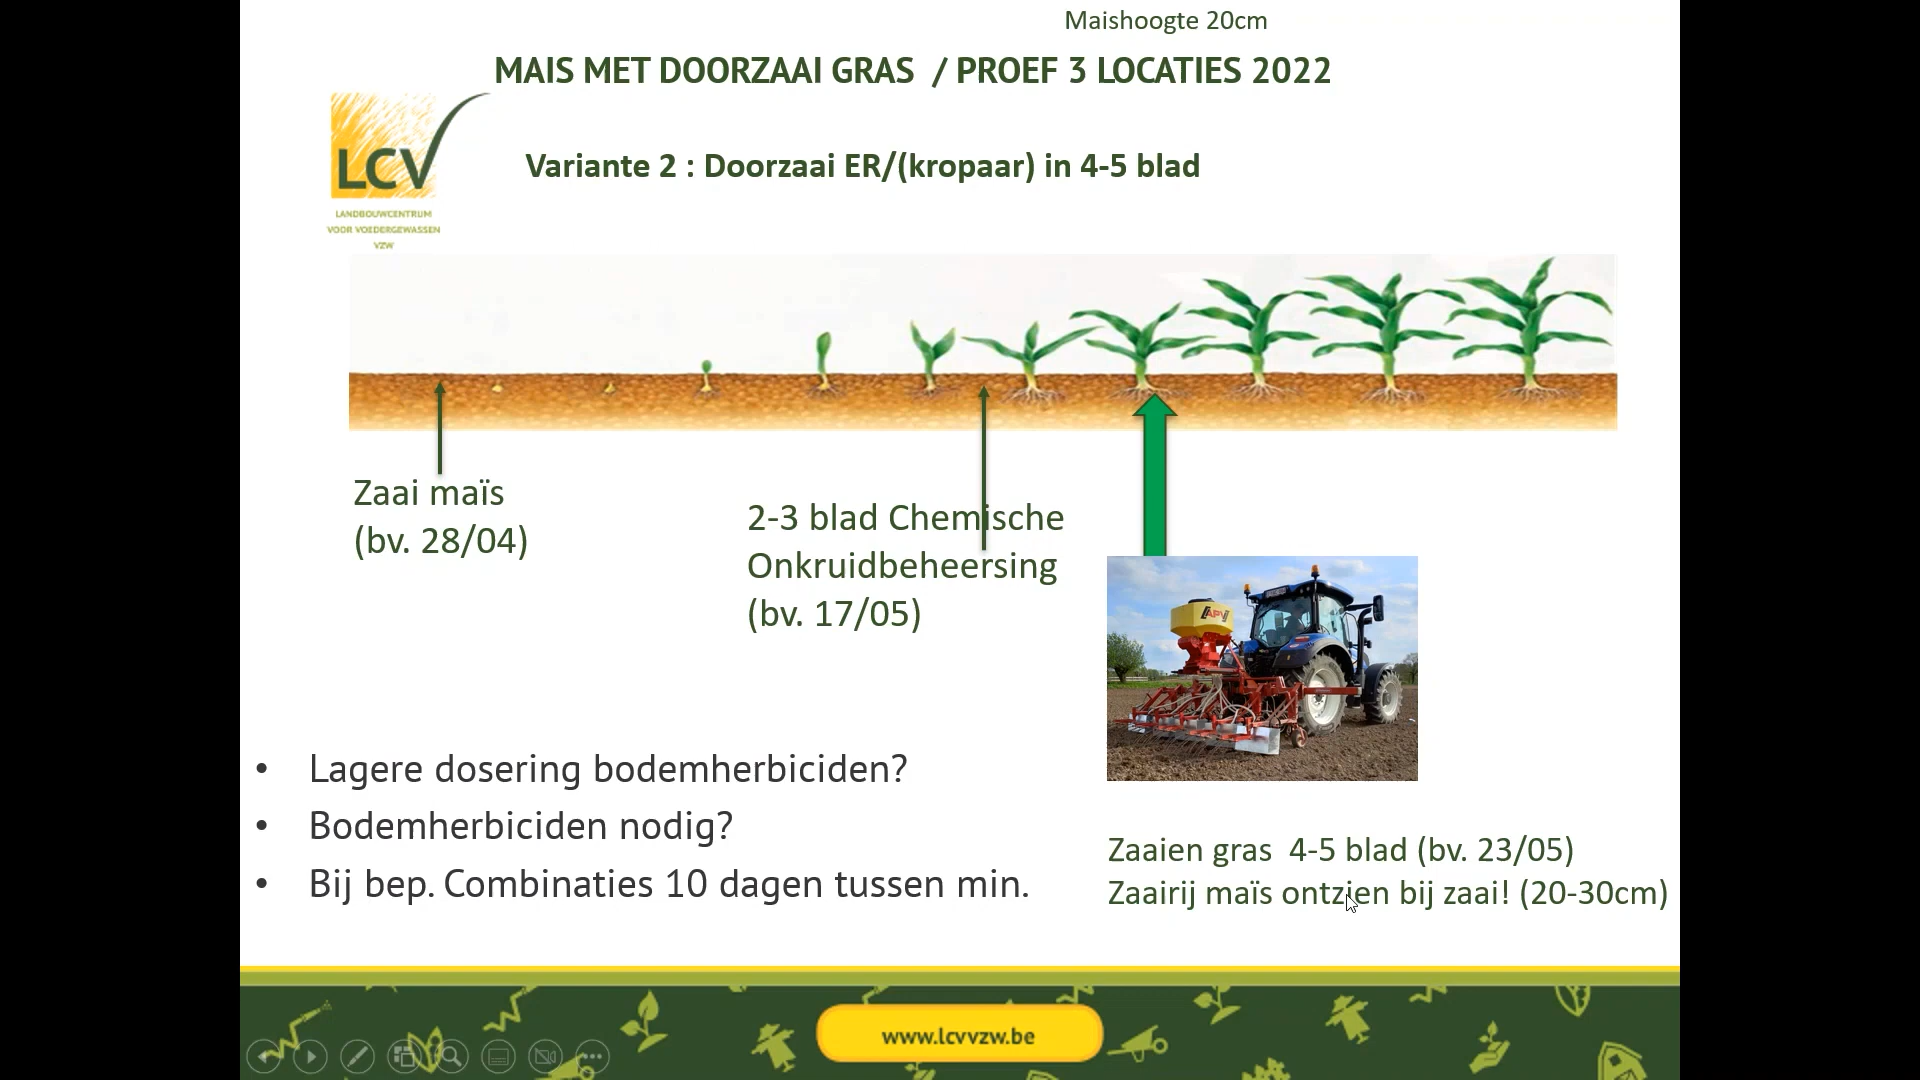 Maishoogte 20cm
MAIS MET DOORZAAI GRAS / PROEF 3 LOCATIES 2022
LCV
LANDBOUWCENTRUM
VOOR VOEDERGEWASSEN
VZW
Variante 2 : Doorzaai ER/(kropaar) in 4-5 blad
Zaai maïs
(bv. 28/04)
2-3 blad Chemische
Onkruidbeheersing
(bv. 17/05)
APV
• Lagere dosering bodemherbiciden?
• Bodemherbiciden nodig?
• Bij bep. Combinaties 10 dagen tussen min.
Zaaien gras 4-5 blad (bv. 23/05)
Zaairij maïs ontzien bij zaai! (20-30cm)
www.lcvvzw.be